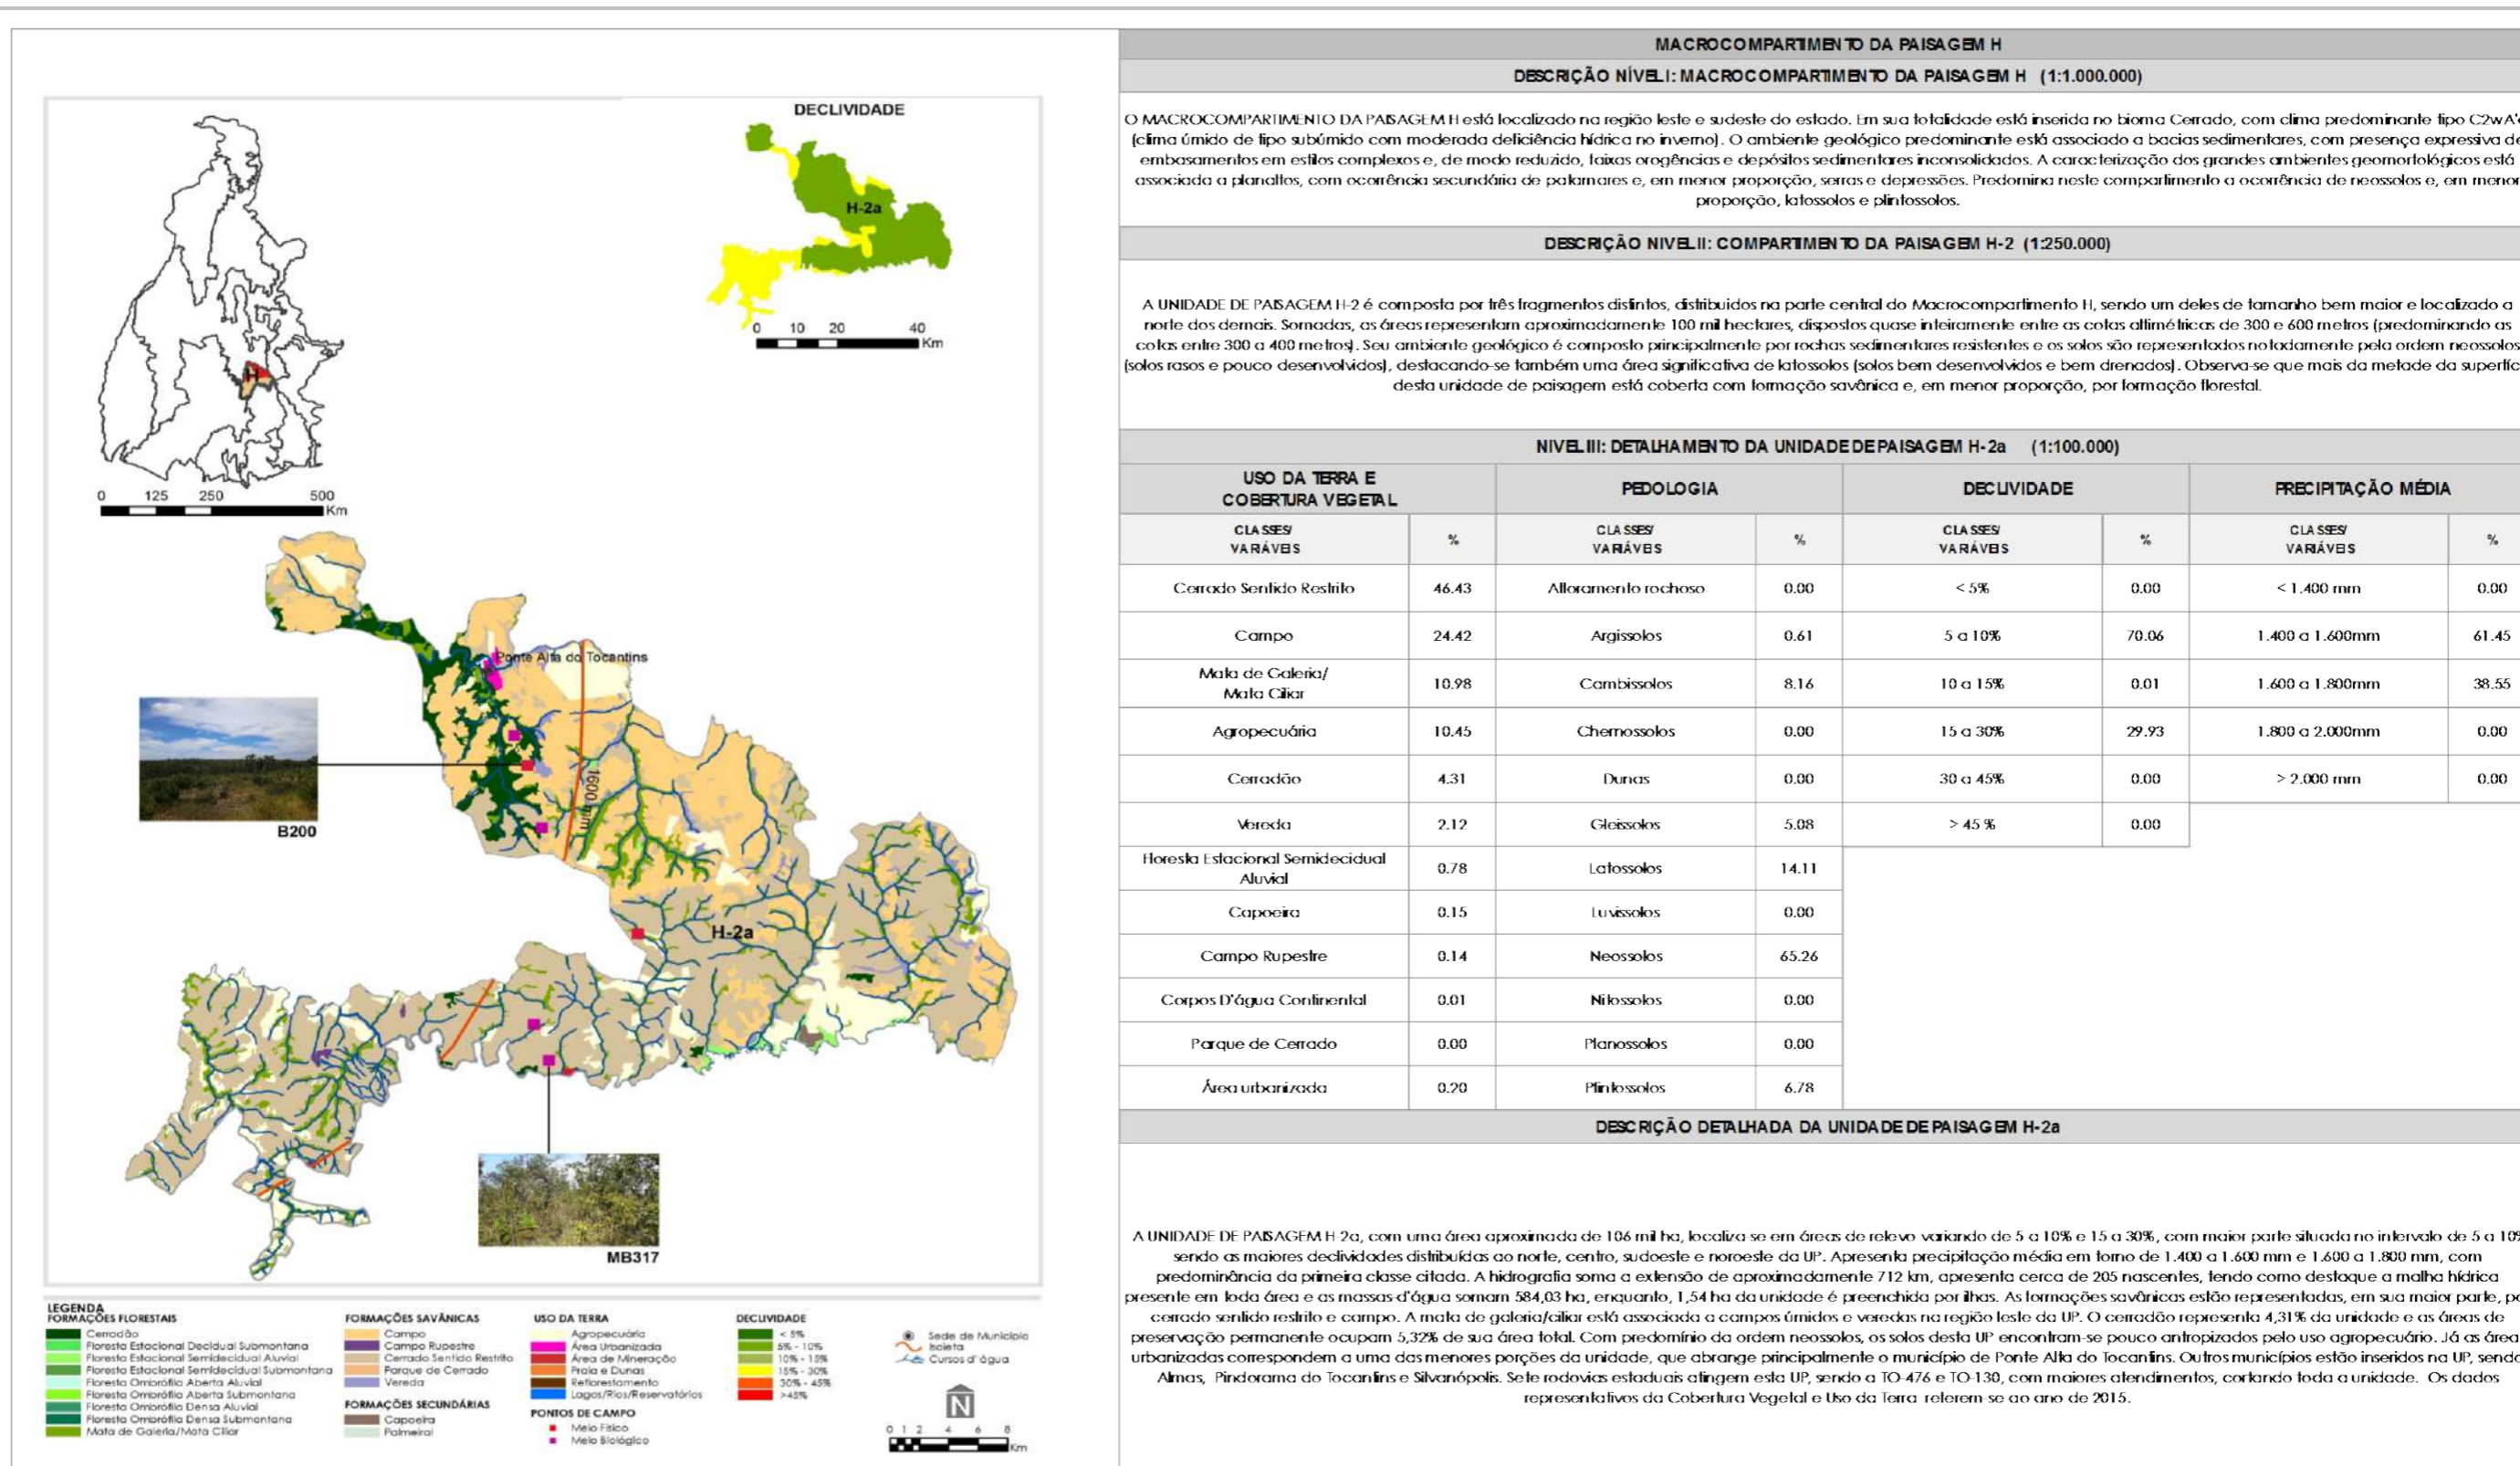 DECLIVIDADE
H-2a
0 10 20 40
Km
H
0 125 250 500
Km
Ponte Alta do Tocantins
1600 mm
B200
H-2a
MB317
LEGENDA
FORMAÇÕES FLORESTAIS
Cerradão
Floresta Estacional Decidual Submontana
Floresta Estacional Semidecidual Aluvial
Floresta Estacional Semidecidual Submontana
Floresta Ombrófila Aberta Aluvial
Floresta Ombrófila Aberta Submontana
Floresta Ombrófila Densa Aluvial
Floresta Ombrófila Densa Submontana
Mata de Galeria/Mata Ciliar
FORMAÇÕES SAVÂNICAS
Campo
Campo Rupestre
Cerrado Sentido Restrito
Parque de Cerrado
Vereda
FORMAÇÕES SECUNDÁRIAS
Capoeira
Palmeiral
USO DA TERRA
Agropecuária
Área Urbanizada
Área de Mineração
Praia e Dunas
Reflorestamento
Lagos/Rios/Reservatórios
PONTOS DE CAMPO
Meio Físico
Meio Biológico
DECLIVIDADE
< 5%
5% - 10%
10% - 15%
15% - 30%
30% - 45%
>45%
Sede de Município
Isoieta
Cursos d' água
N
0 1 2 4 6 8
Km
MACROCOMPARTIMENTO DA PAISAGEM H
DESCRIÇÃO NÍVEL I: MACROCOMPARTIMENTO DA PAISAGEM H (1:1.000.000)
O MACROCOMPARTIMENTO DA PAISAGEM H está localizado na região leste e sudeste do estado. Em sua totalidade está inserida no bioma Cerrado, com clima predominante tipo
(clima úmido de tipo subúmido com moderada deficiência hídrica no inverno). O ambiente geológico predominante está associado a bacias sedimentares, com presença expressiva de
embasamentos em estilos complexos e, de modo reduzido, faixas orogências e depósitos sedimentares inconsolidados. A caracterização dos grandes ambientes geomorfológicos está
associada a planaltos, com ocorrência secundária de patamares e, em menor proporção, serras e depressões. Predomina neste compartimento a ocorrência de neossolos e, em menor
proporção, latossolos e plintossolos.
DESCRIÇÃO NIVEL II: COMPARTIMENTO DA PAISAGEM H-2 (1:250.000)
A UNIDADE DE PAISAGEM H-2 é composta por três fragmentos distintos, distribuidos na parte central do Macrocompartimento H, sendo um deles de tamanho bem maior e localizado a
norte dos demais. Somadas, as áreas representam aproximadamente 100 mil hectares, dispostos quase inteiramente entre as cotas altimétricas de 300 e 600 metros (predominando as
cotas entre 300 a 400 metros). Seu ambiente geológico é composto principalmente por rochas sedimentares resistentes e os solos são representados notadamente pela ordem neossolos
(solos rasos e pouco desenvolvidos), destacando-se também uma área significativa de latossolos (solos bem desenvolvidos e bem drenados). Observa-se que mais da metade da superfíc
desta unidade de paisagem está coberta com formação savânica e, em menor proporção, por formação florestal.
NIVEL III: DETALHAMENTO DA UNIDADE DE PAISAGEM H-2a (1:100.000)
USO DA TERRA E COBERTURA VEGETAL PEDOLOGIA DECLIVIDADE PRECIPITAÇÃO MÉDIA
CLASSES/ VARIÁVEIS % CLASSES/ VARIÁVEIS % CLASSES/ VARIÁVEIS % CLASSES/ VARIÁVEIS %
Cerrado Sentido Restrito 46.43 Afloramento rochoso 0.00 < 5% 0.00 < 1.400 mm 0.00
Campo 24.42 Argissolos 0.61 5 a 10% 70.06 1.400 a 1.600mm 61.45
Mata de Galeria/ Mata Ciliar 10.98 Cambissolos 8.16 10 a 15% 0.01 1.600 a 1.800mm 38.55
Agropecuária 10.45 Chernossolos 0.00 15 a 30% 29.93 1.800 a 2.000mm 0.00
Cerradão 4.31 Dunas 0.00 30 a 45% 0.00 > 2.000 mm 0.00
Vereda 2.12 Gleissolos 5.08 > 45 % 0.00
Floresta Estacional Semidecidual Aluvial 0.78 Latossolos 14.11
Capoeira 0.15 Luvissolos 0.00
Campo Rupestre 0.14 Neossolos 65.26
Corpos D'água Continental 0.01 Nitossolos 0.00
Parque de Cerrado 0.00 Planossolos 0.00
Área urbanizada 0.20 Plintossolos 6.78
DESCRIÇÃO DETALHADA DA UNIDADE DE PAISAGEM H-2a
A UNIDADE DE PAISAGEM H-2a, com uma área aproximada de 106 mil ha, localiza-se em áreas de relevo variando de 5 a 10% e 15 a 30%, com maior parte situada no intervalo de 5 a 10%
sendo as maiores declividades distribuídas ao norte, centro, sudoeste e noroeste da UP. Apresenta precipitação média em torno de 1.400 a 1.600 mm e 1.600 a 1.800 mm, com
predominância da primeira classe citada. A hidrografia soma a extensão de aproximadamente 712 km, apresenta cerca de 205 nascentes, tendo como destaque a malha hídrica
presente em toda área e as massas-d'água somam 584,03 ha, enquanto, 1,54 ha da unidade é preenchida por ilhas. As formações savânicas estão representadas, em sua maior parte, po
cerrado sentido restrito e campo. A mata de galeria/ciliar está associada a campos úmidos e veredas na região leste da UP. O cerradão representa 4,31% da unidade e as áreas de
preservação permanente ocupam 5,32% de sua área total. Com predomínio da ordem neossolos, os solos desta UP encontram-se pouco antropizados pelo uso agropecuário. Já as área
urbanizadas correspondem a uma das menores porções da unidade, que abrange principalmente o município de Ponte Alta do Tocantins. Outros municípios estão inseridos na UP, sendo
Almas, Pindorama do Tocantins e Silvanópolis. Sete rodovias estaduais atingem esta UP, sendo a TO-476 e TO-130, com maiores atendimentos, cortando toda a unidade. Os dados
representativos da Cobertura Vegetal e Uso da Terra referem-se ao ano de 2015.